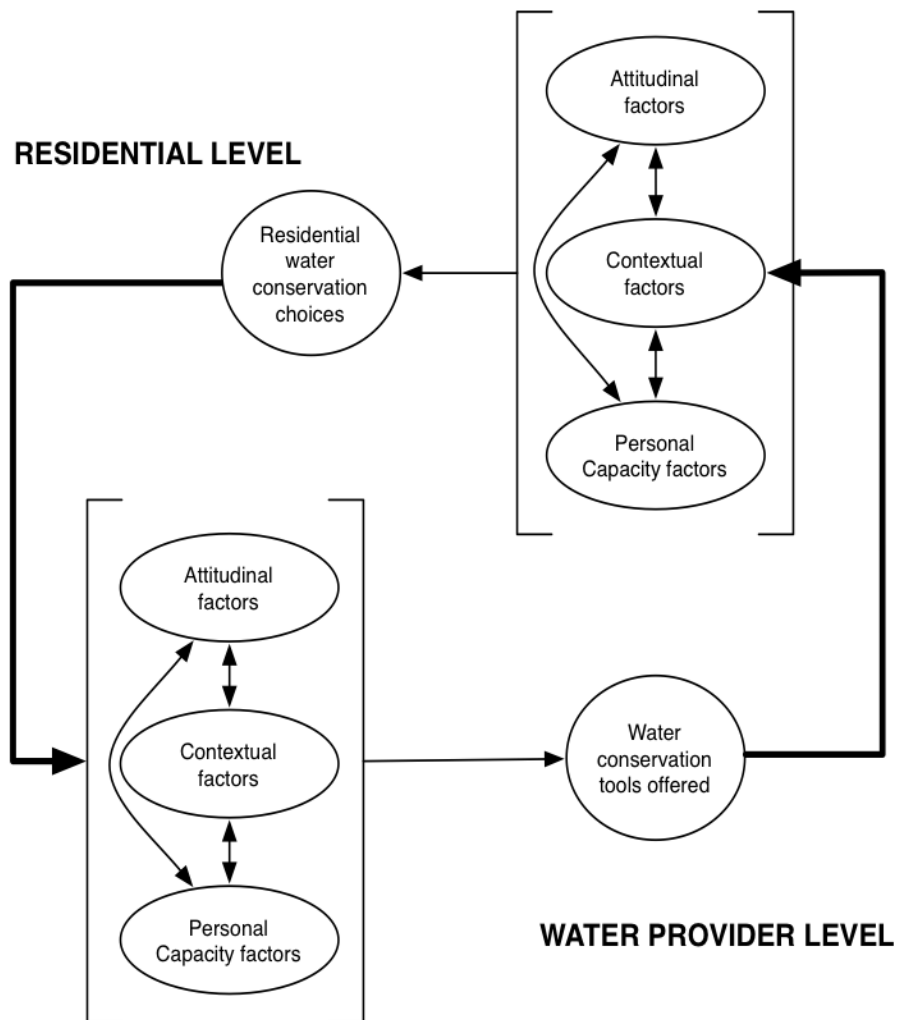 Attitudinal
factors
RESIDENTIAL LEVEL
Residential
water
conservation
choices
Contextual
factors
Personal
Capacity factors
Attitudinal
factors
Contextual
factors
Water
conservation
tools offered
Personal
Capacity factors
WATER PROVIDER LEVEL